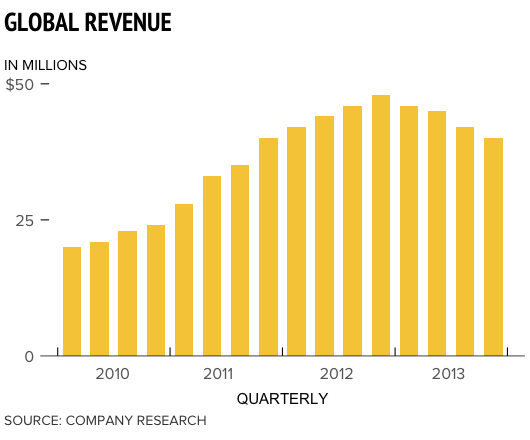 GLOBAL REVENUE
IN MILLIONS
$50
25
0
2010 2011 2012 2013
QUARTERLY
SOURCE: COMPANY RESEARCH